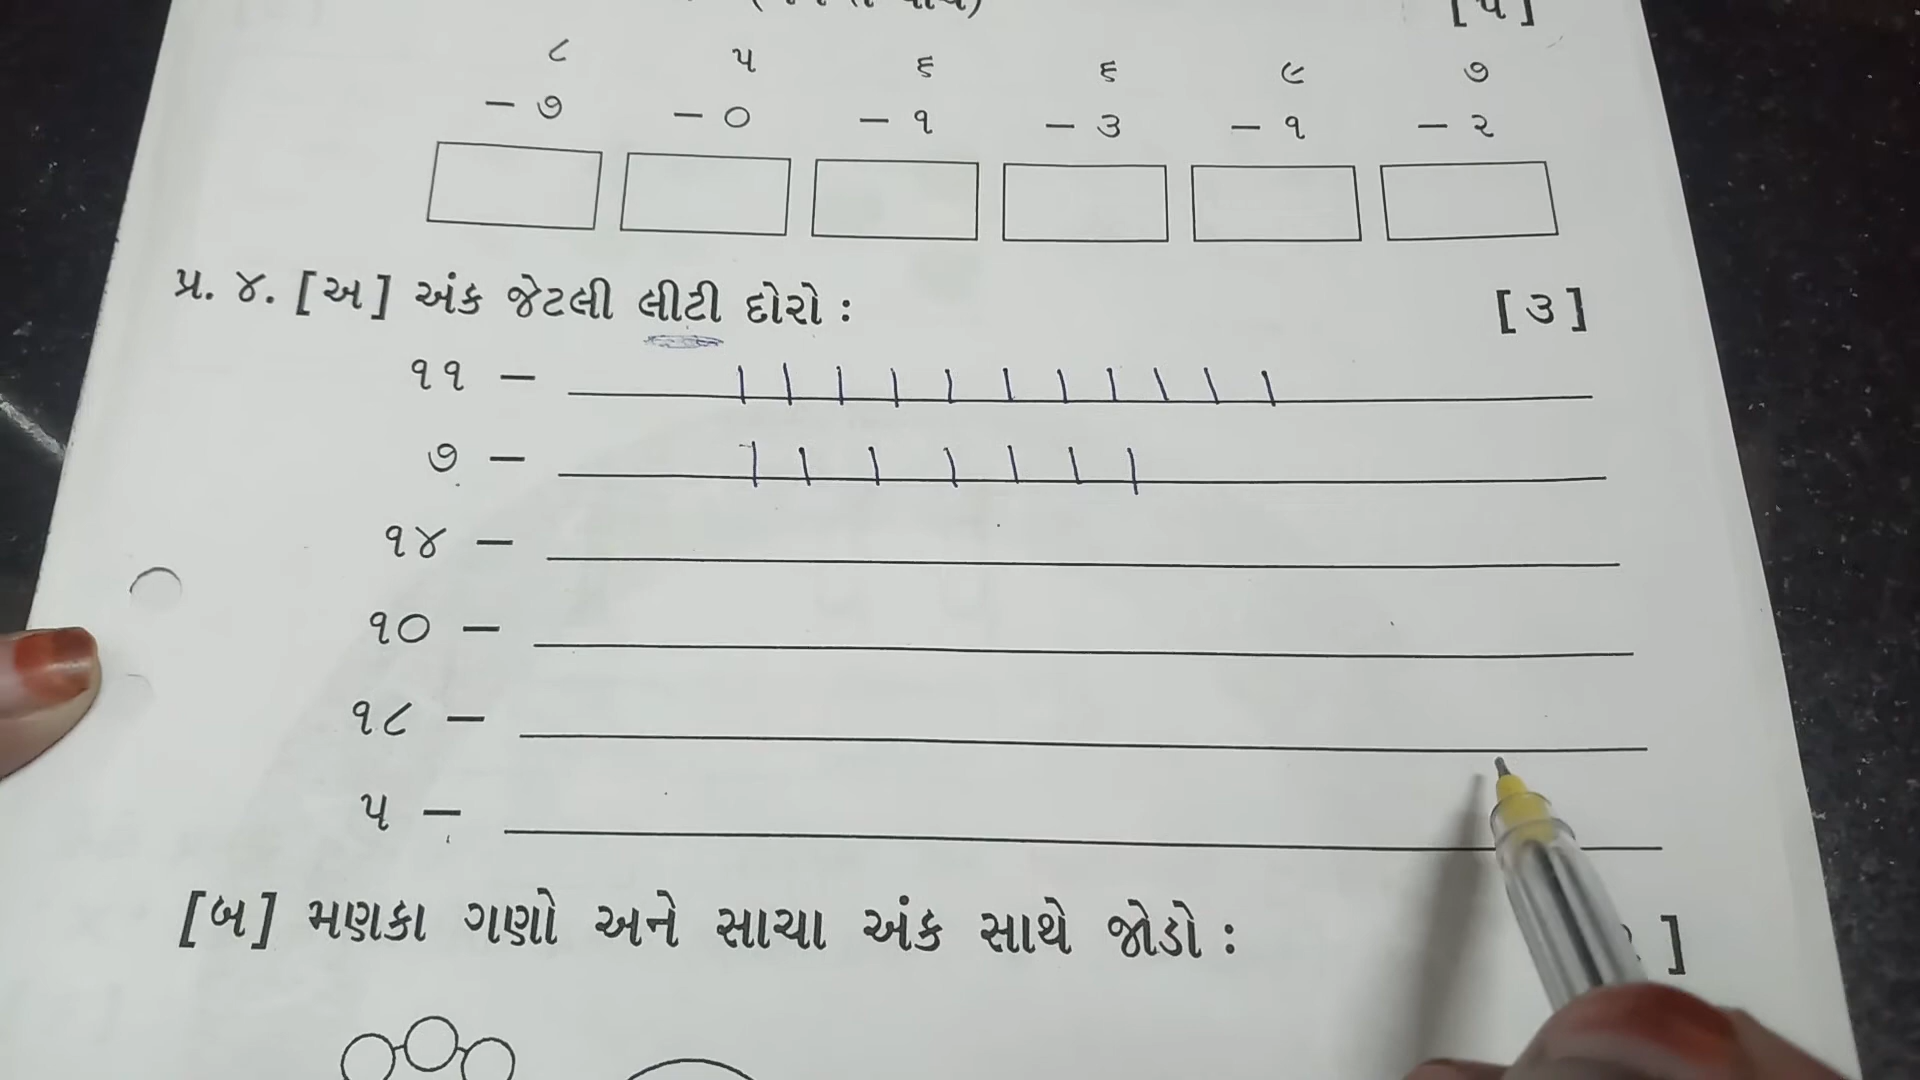 [૫]
૮ ૫ ૬ ૬ ૯ ૭
– ૭ – ૦ – ૧ – ૩ – ૧ – ૨
પ્ર. ૪. [અ] અંક જેટલી લીટી દોરો : [૩]
૧૧ –
૭ –
૧૪ –
૧૦ –
૧૮ –
૫ –
[બ] મણકા ગણો અને સાચા અંક સાથે જોડો : ]